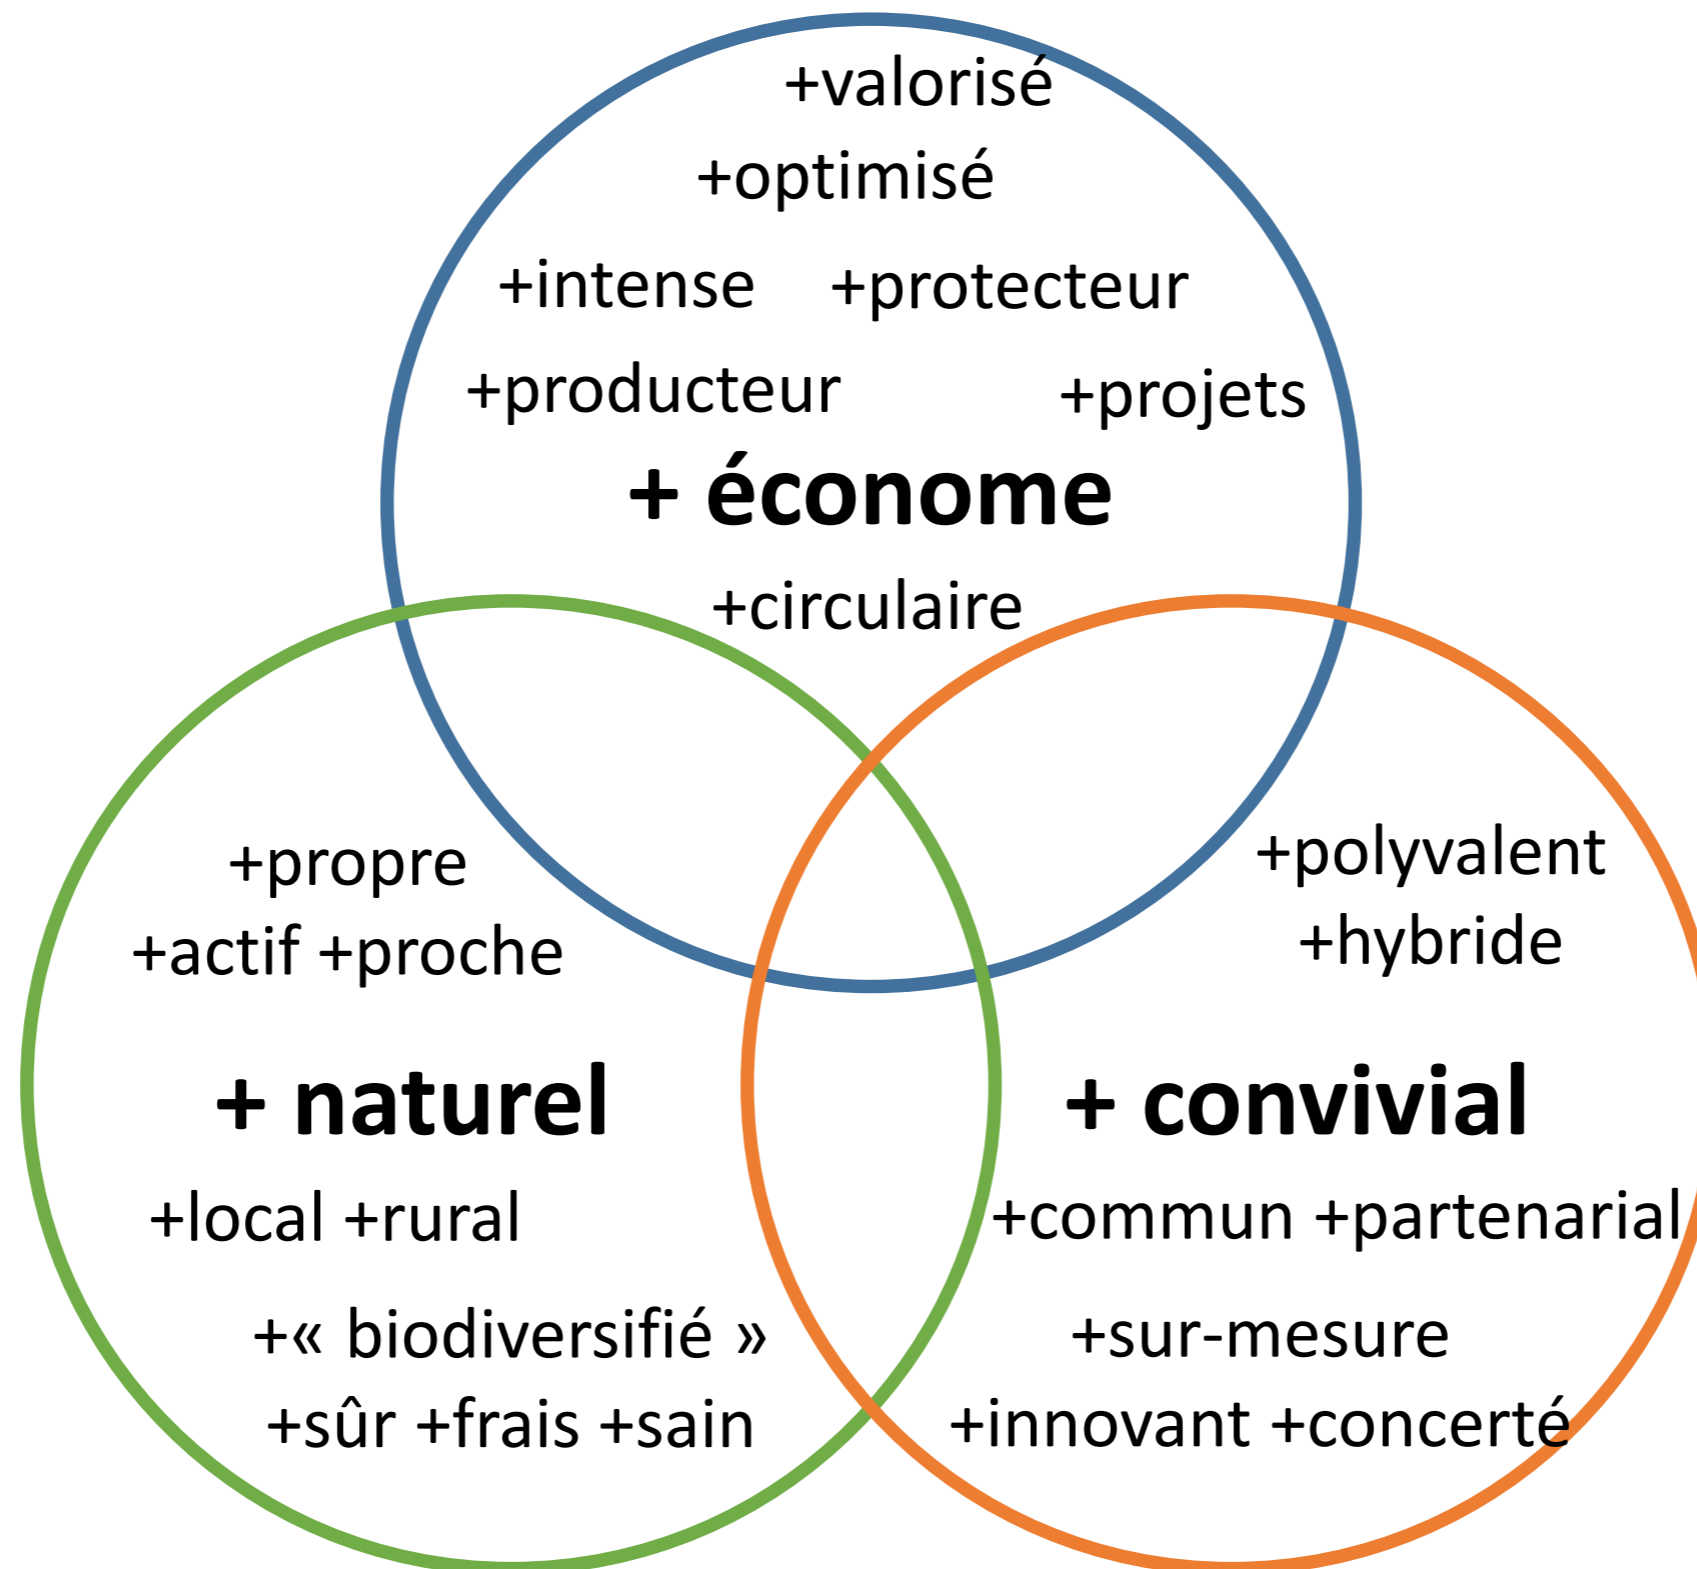 +valorisé
+optimisé
+intense +protecteur
+producteur +projets
+ économe
+circulaire
+propre
+actif +proche
+ naturel
+local +rural
+« biodiversifié »
+sûr +frais +sain
+polyvalent
+hybride
+ convivial
+commun +partenarial
+sur-mesure
+innovant +concerté